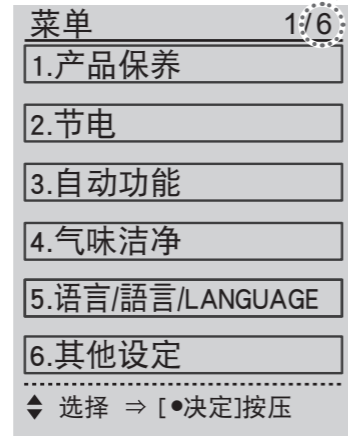 菜单 1/6
1.产品保养
2.节电
3.自动功能
4.气味洁净
5.语言/語言/LANGUAGE
6.其他设定
选择 ⇒ [●决定]按压